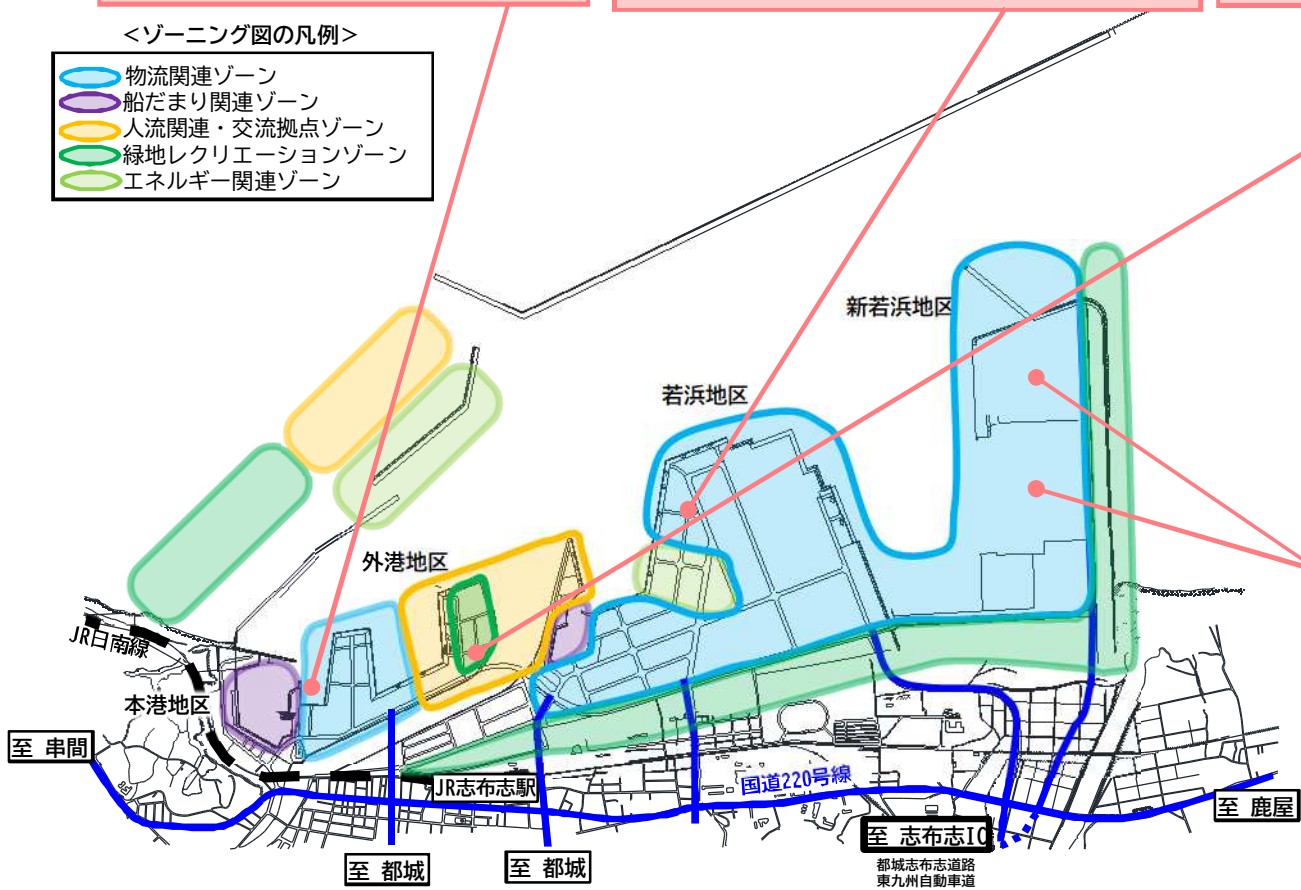 <ゾーニング図の凡例>
物流関連ゾーン
船だまり関連ゾーン
人流関連・交流拠点ゾーン
緑地レクリエーションゾーン
エネルギー関連ゾーン
新若浜地区
若浜地区
外港地区
JR日南線
本港地区
至 串間
JR志布志駅
国道220号線
至 鹿屋
至 志布志IC
都城志布志道路
東九州自動車道
至 都城
至 都城